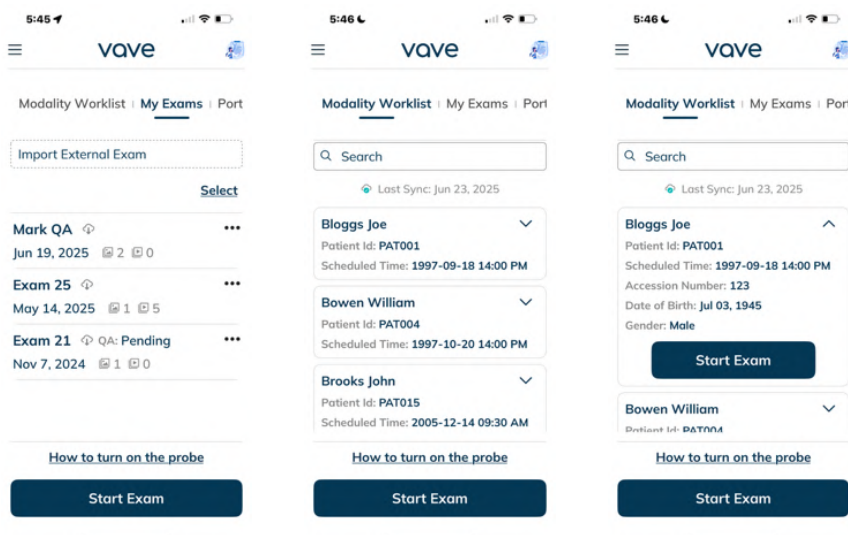 5:45
vave
Modality Worklist My Exams Port
Import External Exam
Select
Mark QA
Jun 19, 2025 2 0
Exam 25
May 14, 2025 1 5
Exam 21 QA: Pending
Nov 7, 2024 1 0
How to turn on the probe
Start Exam
5:46
vave
Modality Worklist My Exams Port
Search
Last Sync: Jun 23, 2025
Bloggs Joe
Patient Id: PAT001
Scheduled Time: 1997-09-18 14:00 PM
Bowen William
Patient Id: PAT004
Scheduled Time: 1997-10-20 14:00 PM
Brooks John
Patient Id: PAT015
Scheduled Time: 2005-12-14 09:30 AM
How to turn on the probe
Start Exam
5:46
vave
Modality Worklist My Exams Port
Search
Last Sync: Jun 23, 2025
Bloggs Joe
Patient Id: PAT001
Scheduled Time: 1997-09-18 14:00 PM
Accession Number: 123
Date of Birth: Jul 03, 1945
Gender: Male
Start Exam
Bowen William
Patient Id: PAT004
How to turn on the probe
Start Exam